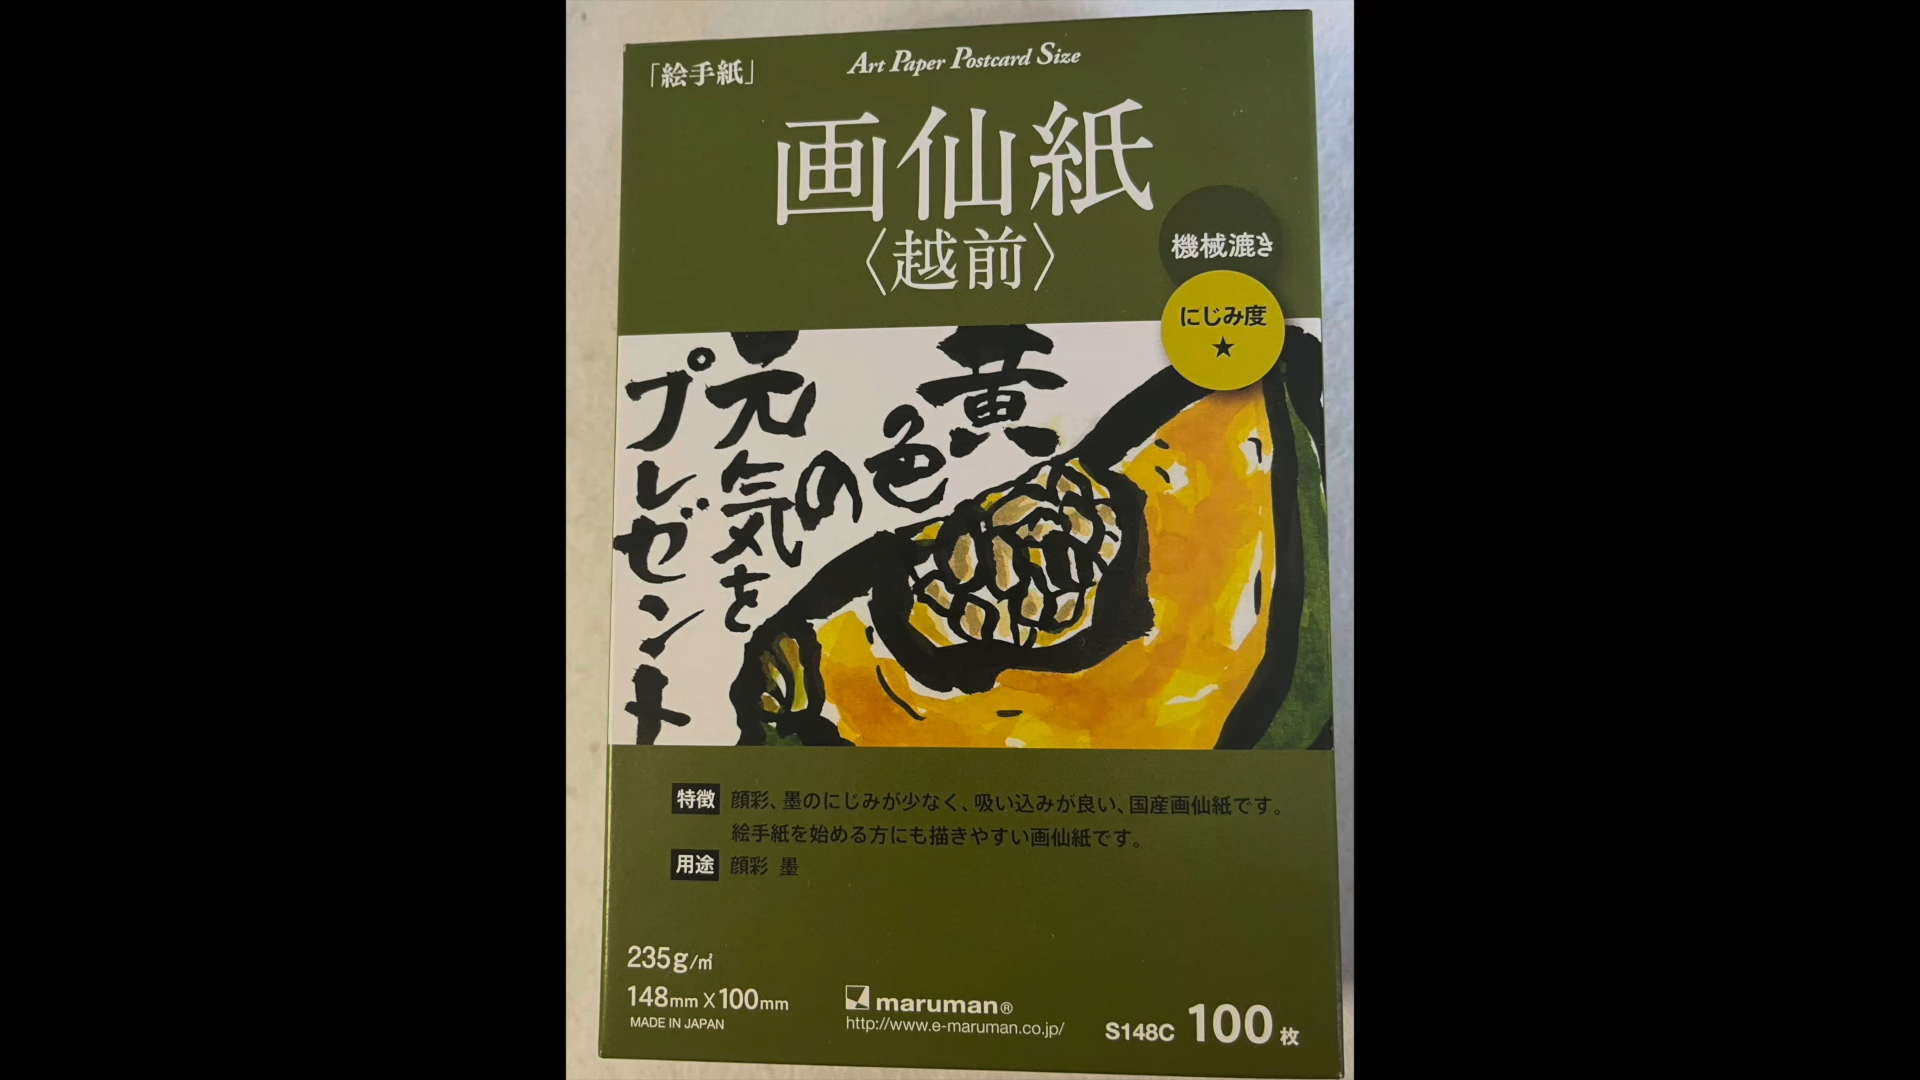 「絵手紙」
Art Paper Postcard Size
画仙紙
〈越前〉
機械漉き
にじみ度
★
黄色の
元気を
プレゼント
特徴 顔彩、墨のにじみが少なく、吸い込みが良い、国産画仙紙です。
絵手紙を始める方にも描きやすい画仙紙です。
用途 顔彩 墨
235g/㎡
148mm X 100mm
MADE IN JAPAN
maruman®
http://www.e-maruman.co.jp/
S148C 100枚